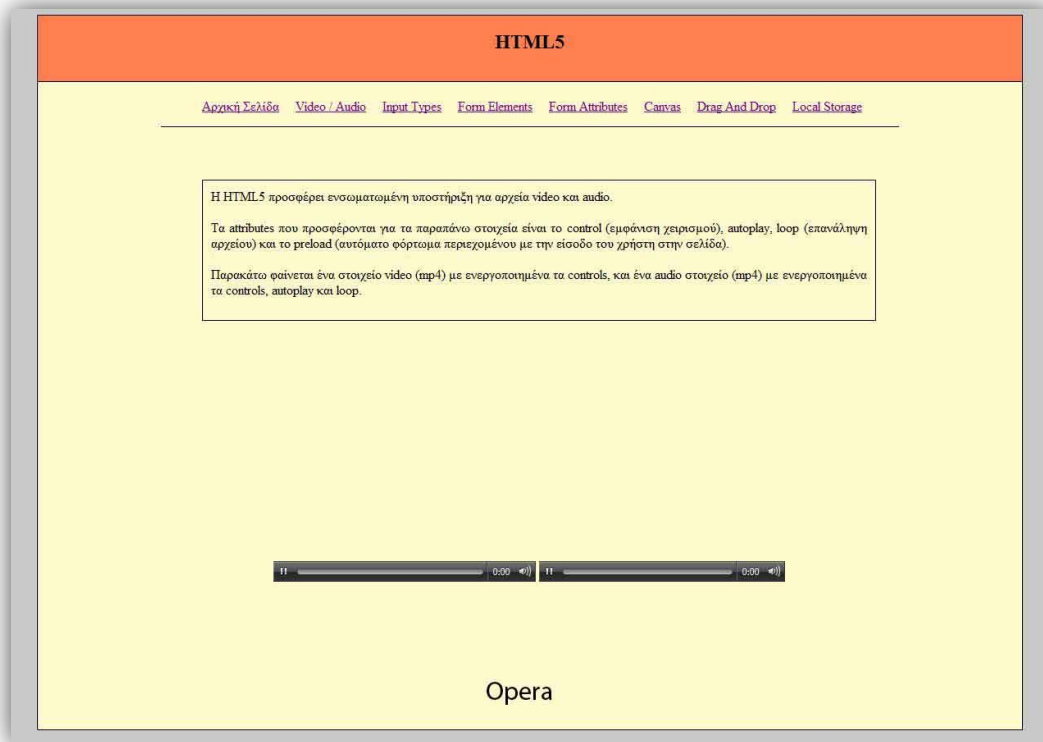 HTML5
Αρχική Σελίδα Video / Audio Input Types Form Elements Form Attributes Canvas Drag And Drop Local Storage
Η HTML5 προσφέρει ενσωματωμένη υποστήριξη για αρχεία video και audio.
Τα attributes που προσφέρονται για τα παραπάνω στοιχεία είναι το control (εμφάνιση χειρισμού), autoplay, loop (επανάληψη
αρχείου) και το preload (αυτόματο φόρτωμα περιεχομένου με την είσοδο του χρήστη στην σελίδα).
Παρακάτω φαίνεται ένα στοιχείο video (mp4) με ενεργοποιημένα τα controls, και ένα audio στοιχείο (mp4) με ενεργοποιημένα
τα controls, autoplay και loop.
0:00 0:00
Opera